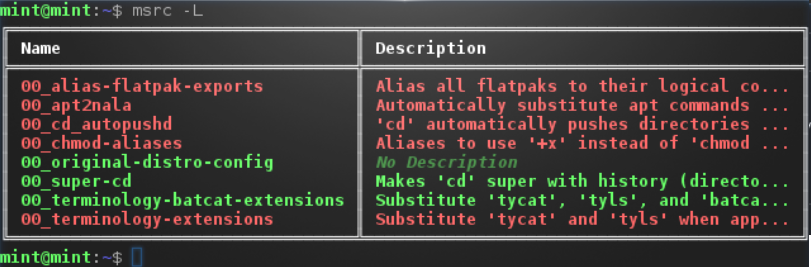 mint@mint:~$ msrc -L
Name Description
00_alias-flatpak-exports Alias all flatpaks to their logical co...
00_apt2nala Automatically substitute apt commands ...
00_cd_autopushd 'cd' automatically pushes directories ...
00_chmod-aliases Aliases to use '+x' instead of 'chmod ...
00_original-distro-config No Description
00_super-cd Makes 'cd' super with history (directo...
00_terminology-batcat-extensions Substitute 'tycat', 'tyls', and 'batca...
00_terminology-extensions Substitute 'tycat' and 'tyls' when app...
mint@mint:~$